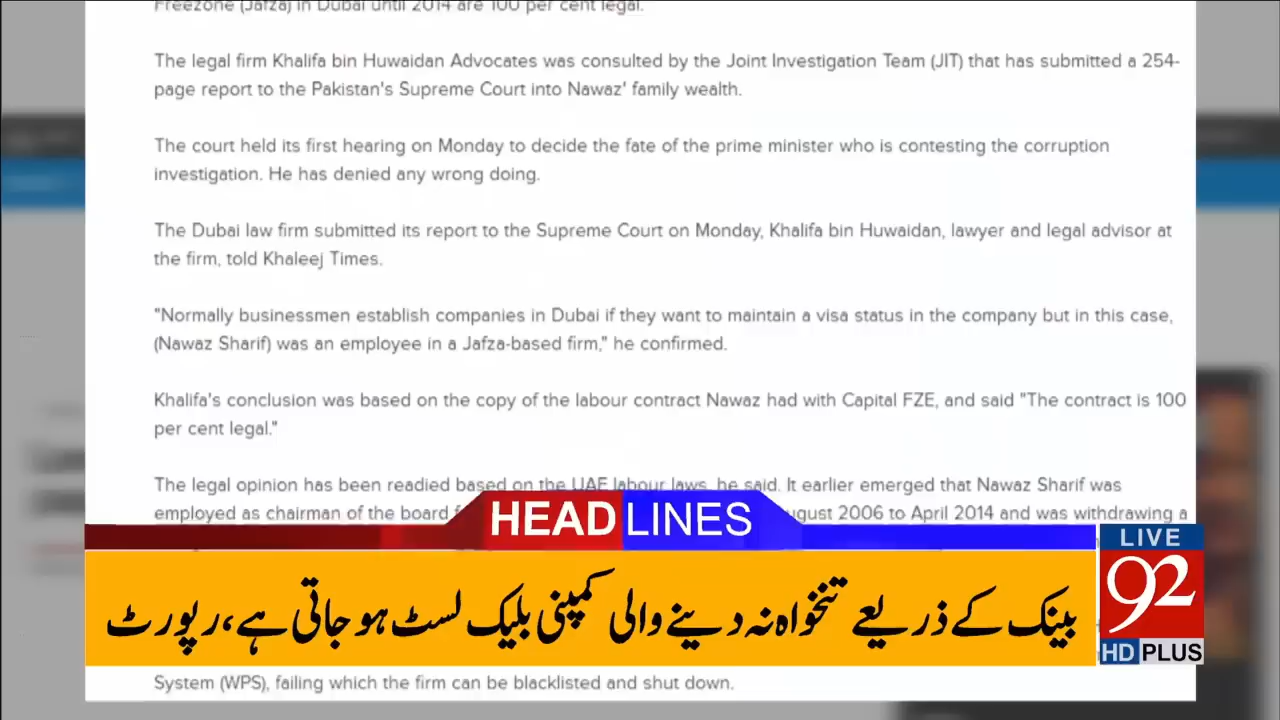 Freezone (Jafza) in Dubai until 2014 are 100 per cent legal.
The legal firm Khalifa bin Huwaidan Advocates was consulted by the Joint Investigation Team (JIT) that has submitted a 254-
page report to the Pakistan's Supreme Court into Nawaz' family wealth.
The court held its first hearing on Monday to decide the fate of the prime minister who is contesting the corruption
investigation. He has denied any wrong doing.
The Dubai law firm submitted its report to the Supreme Court on Monday, Khalifa bin Huwaidan, lawyer and legal advisor at
the firm, told Khaleej Times.
"Normally businessmen establish companies in Dubai if they want to maintain a visa status in the company but in this case,
(Nawaz Sharif) was an employee in a Jafza-based firm," he confirmed.
Khalifa's conclusion was based on the copy of the labour contract Nawaz had with Capital FZE, and said "The contract is 100
per cent legal."
The legal opinion has been readied based on the UAE labour laws, he said. It earlier emerged that Nawaz Sharif was
employed as chairman of the board 2006 to April 2014 and was withdrawing a
HEADLINES
LIVE
92
HD PLUS
بینک کے ذریعے تنخواہ نہ دینے والی کمپنی بلیک لسٹ ہو جاتی ہے، رپورٹ
System (WPS), failing which the firm can be blacklisted and shut down.